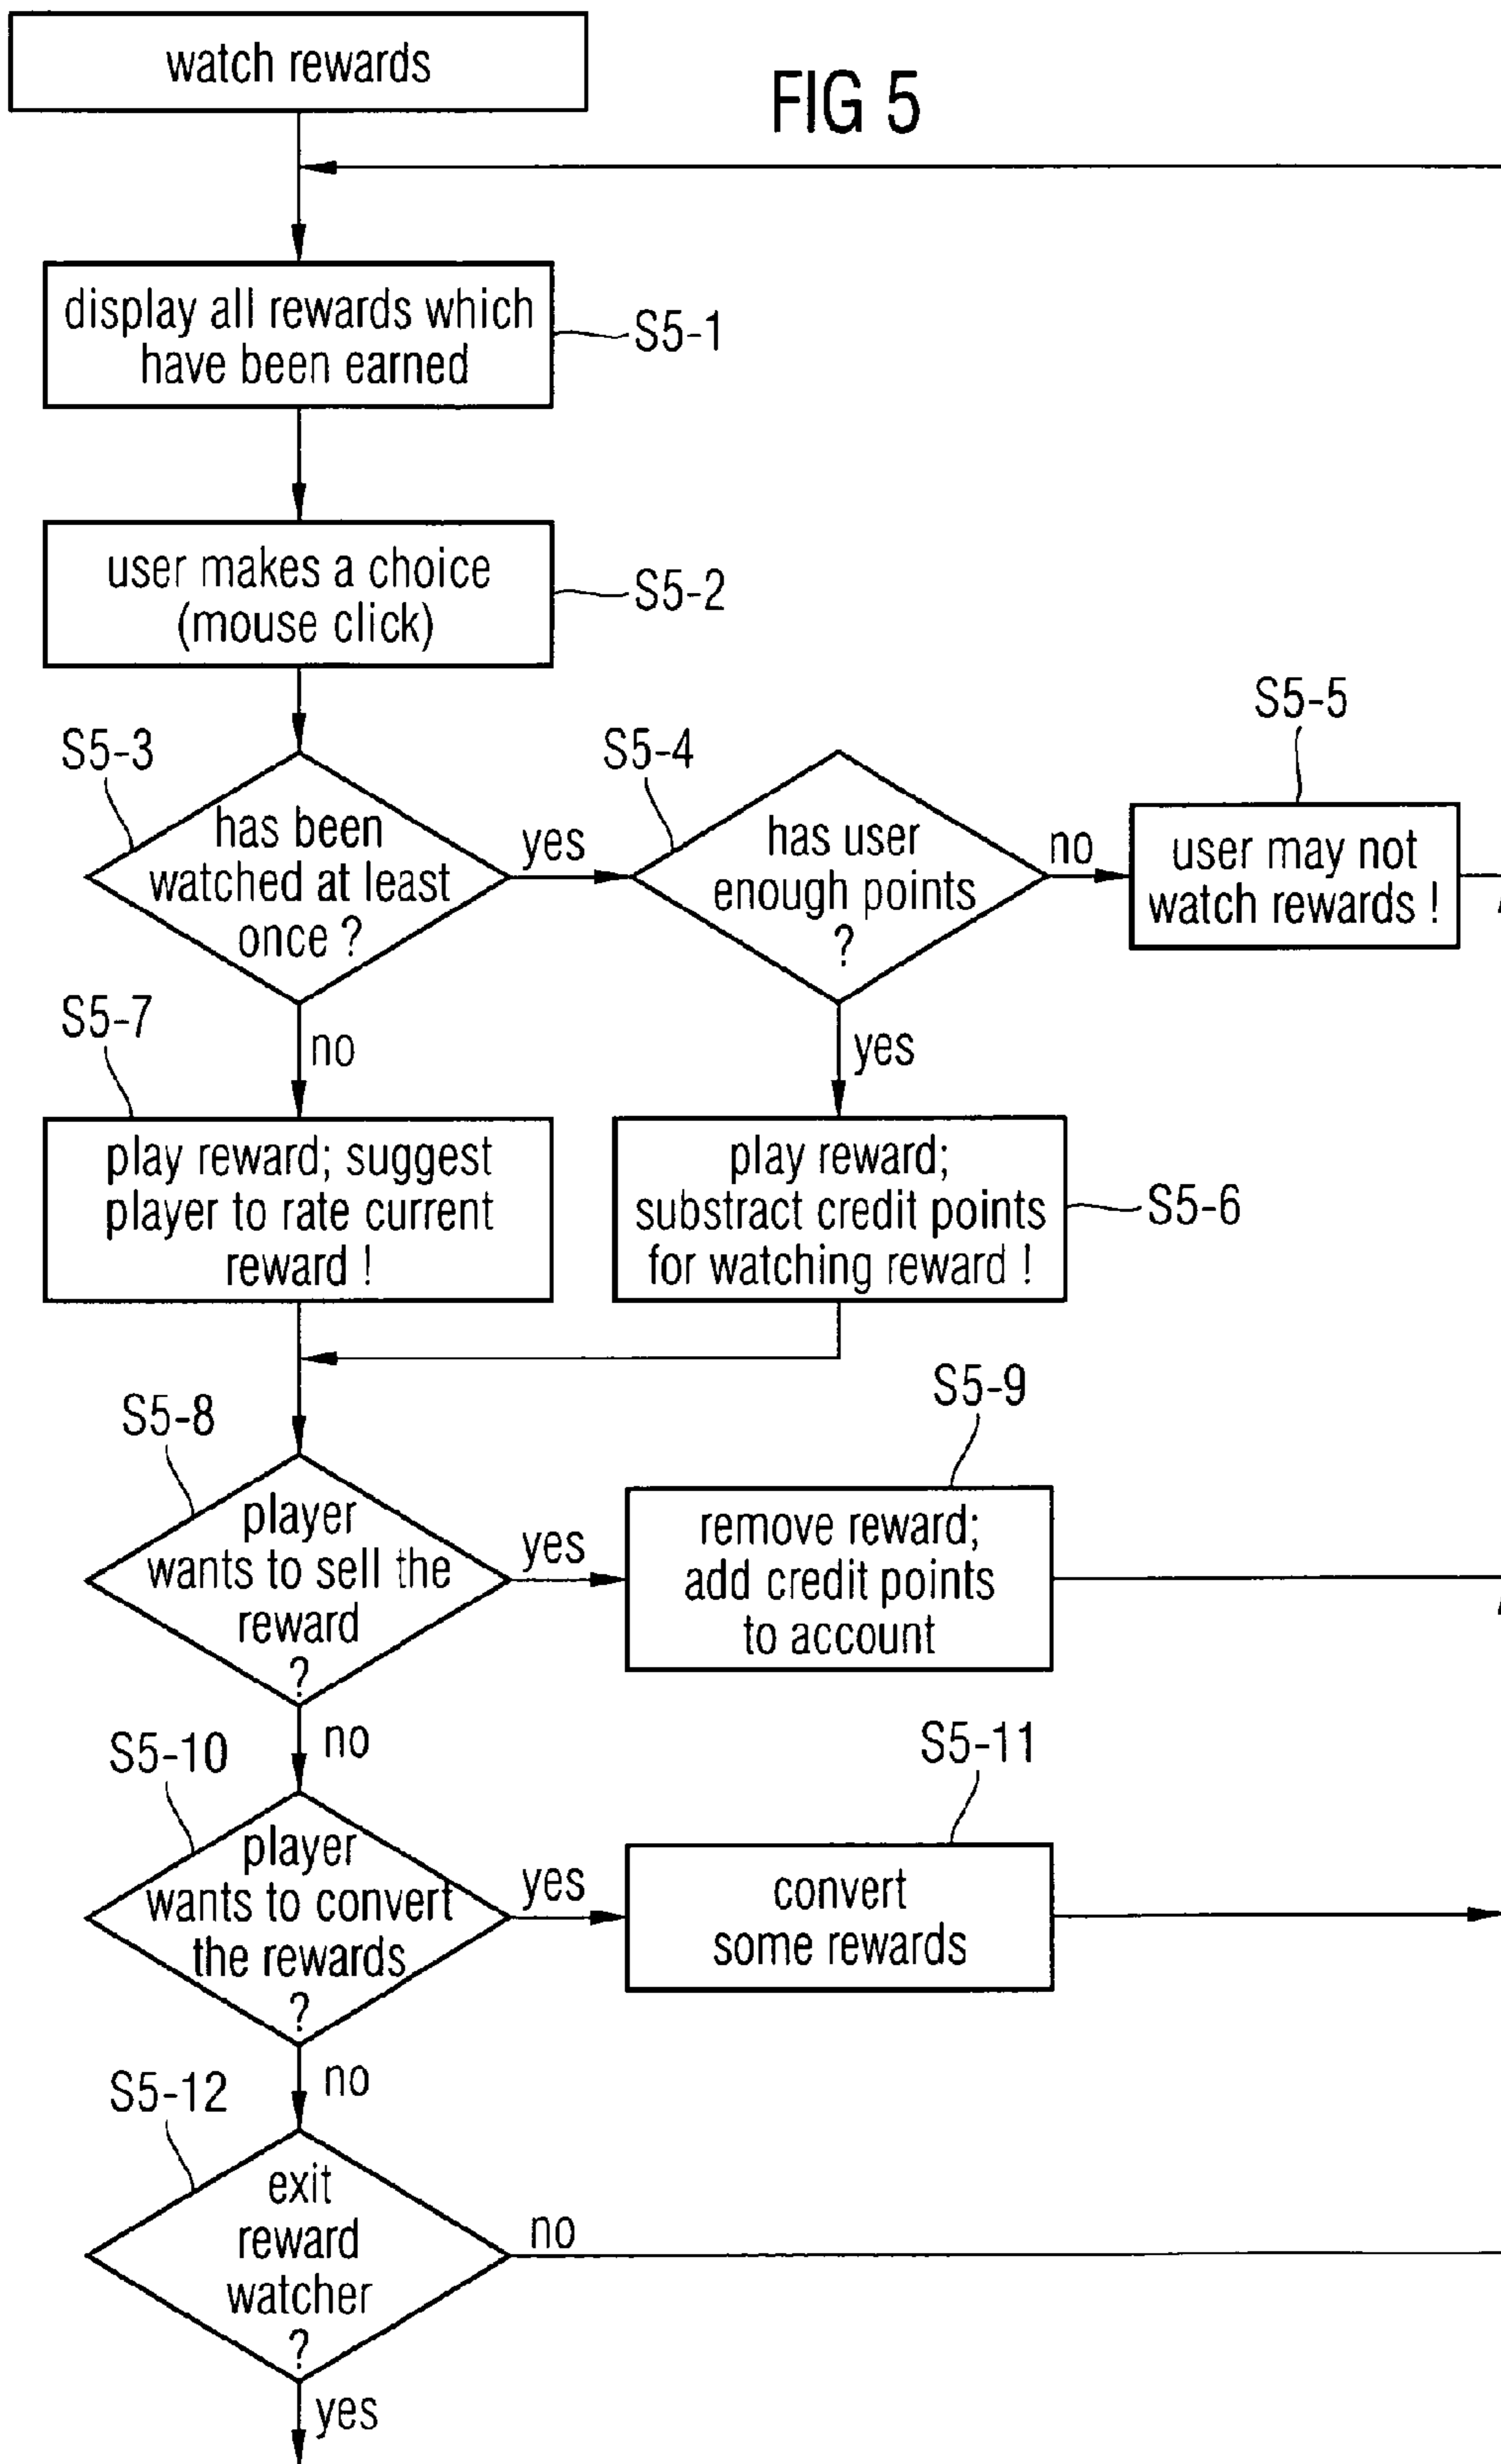 watch rewards
FIG 5
display all rewards which
have been earned
S5-1
user makes a choice
(mouse click)
S5-2
S5-3
has been
watched at least
once ?
yes
S5-4
has user
enough points
?
no
S5-5
user may not
watch rewards !
no
yes
S5-7
play reward; suggest
player to rate current
reward !
play reward;
substract credit points
for watching reward !
S5-6
S5-8
player
wants to sell the
reward
?
yes
S5-9
remove reward;
add credit points
to account
no
S5-10
player
wants to convert
the rewards
?
yes
S5-11
convert
some rewards
no
S5-12
exit
reward
watcher
?
no
yes